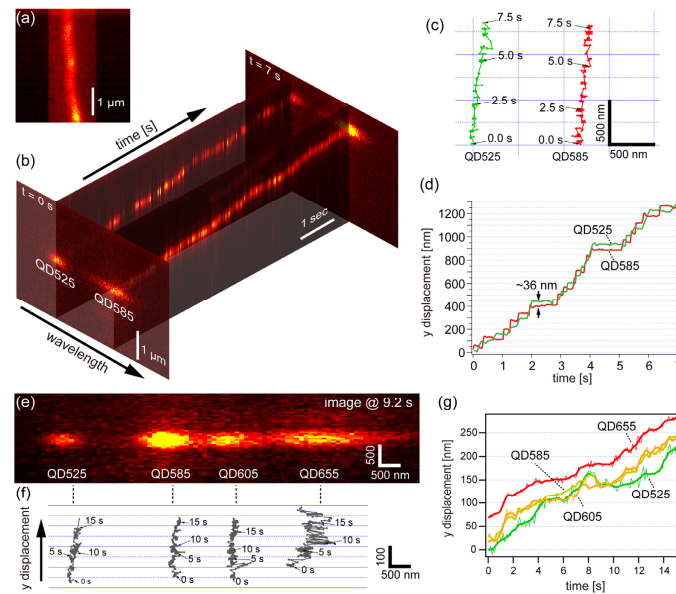 (a)
1 µm
(b)
time [s]
t = 7 s
t = 0 s
QD525
QD585
1 sec
1 µm
wavelength
(c)
7.5 s
5.0 s
2.5 s
0.0 s
QD525
7.5 s
5.0 s
2.5 s
0.0 s
QD585
500 nm
500 nm
(d)
1200
1000
800
600
400
200
0
y displacement [nm]
QD525
QD585
~36 nm
0 1 2 3 4 5 6 7
time [s]
(e)
image @ 9.2 s
500
500 nm
QD525 QD585 QD605 QD655
(f)
y displacement
15 s
5 s
10 s
0 s
15 s
10 s
5 s
0 s
15 s
10 s
5 s
0 s
15 s
10 s
5 s
0 s
100
500 nm
(g)
250
200
150
100
50
0
y displacement [nm]
QD655
QD585
QD605
QD525
0 2 4 6 8 10 12 14
time [s]